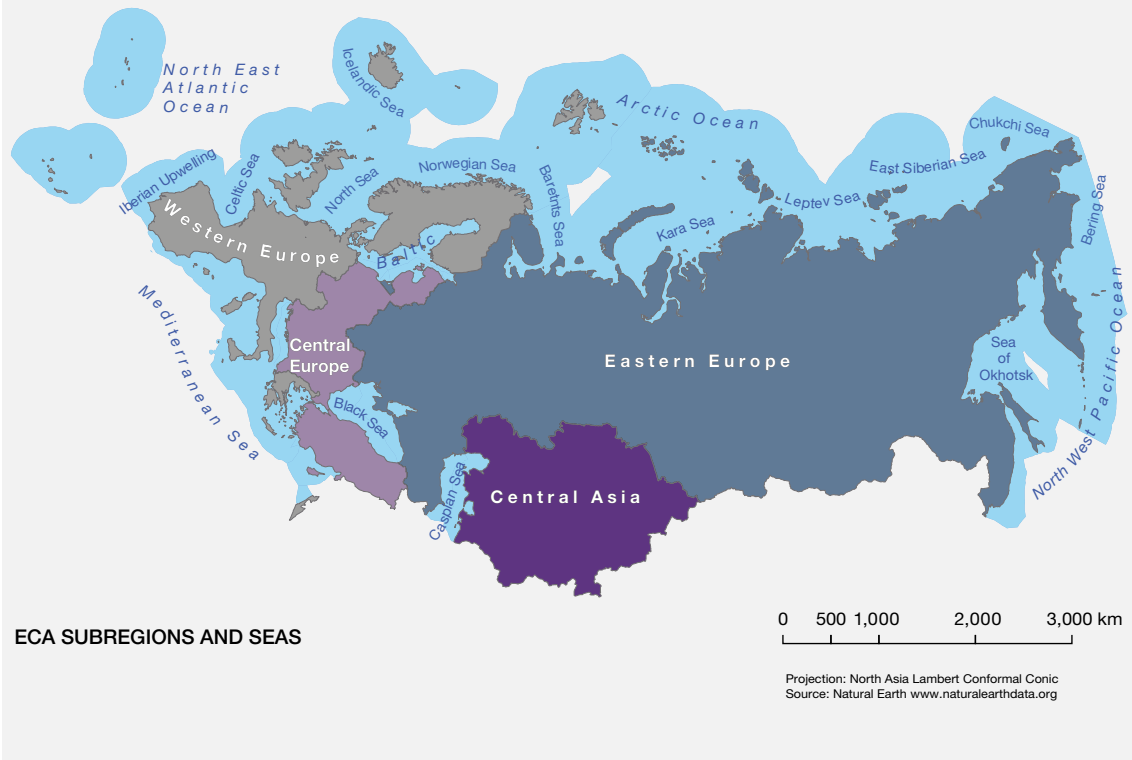 North East
Atlantic
Ocean
Icelandic Sea
Arctic Ocean
Chukchi Sea
Iberian Upwelling
Celtic Sea
North Sea
Norwegian Sea
Baretnts Sea
Kara Sea
Leptev Sea
East Siberian Sea
Bering Sea
Western Europe
Baltic
Mediterranean Sea
Central
Europe
Eastern Europe
Sea
of
Okhotsk
Black Sea
Caspian Sea
Central Asia
North West Pacific Ocean
ECA SUBREGIONS AND SEAS
0 500 1,000 2,000 3,000 km
Projection: North Asia Lambert Conformal Conic
Source: Natural Earth www.naturalearthdata.org